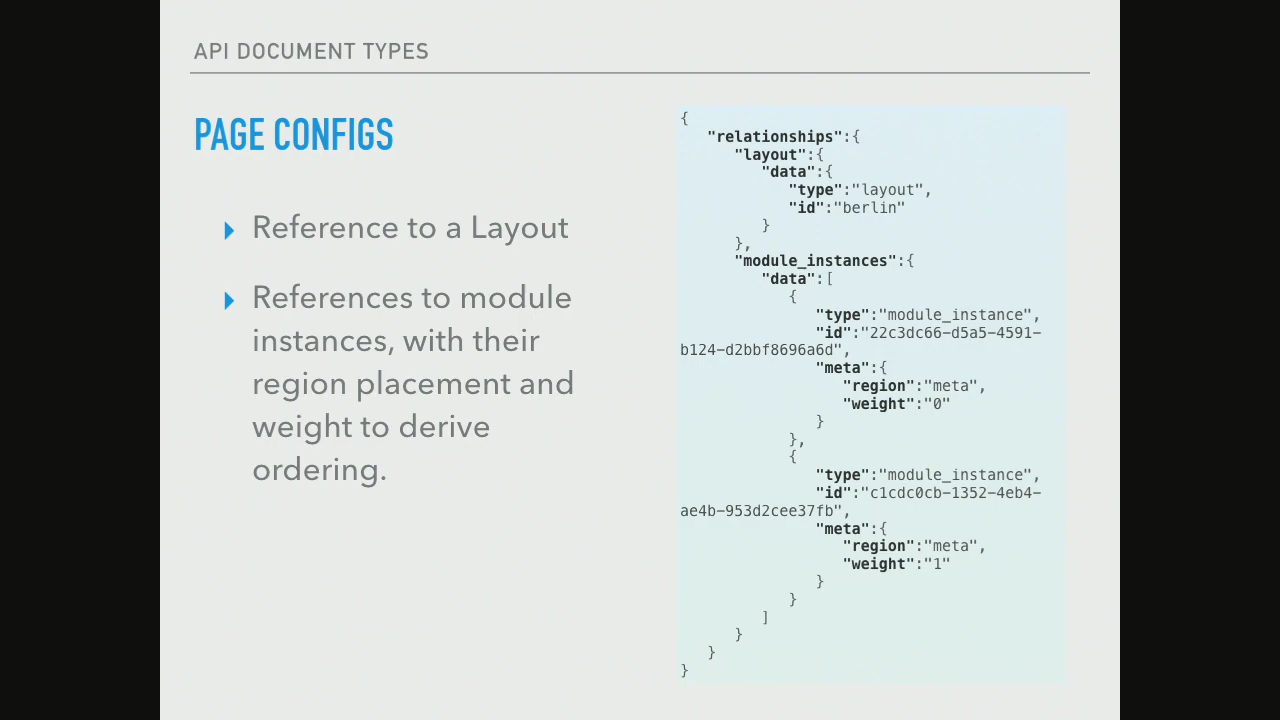 API DOCUMENT TYPES
PAGE CONFIGS
▸ Reference to a Layout
▸ References to module
instances, with their
region placement and
weight to derive
ordering.
{
   "relationships":{
      "layout":{
         "data":{
            "type":"layout",
            "id":"berlin"
         }
      },
      "module_instances":{
         "data":[
            {
               "type":"module_instance",
               "id":"22c3dc66-d5a5-4591-
b124-d2bbf8696a6d",
               "meta":{
                  "region":"meta",
                  "weight":"0"
               }
            },
            {
               "type":"module_instance",
               "id":"c1cdc0cb-1352-4eb4-
ae4b-953d2cee37fb",
               "meta":{
                  "region":"meta",
                  "weight":"1"
               }
            }
         ]
      }
   }
}